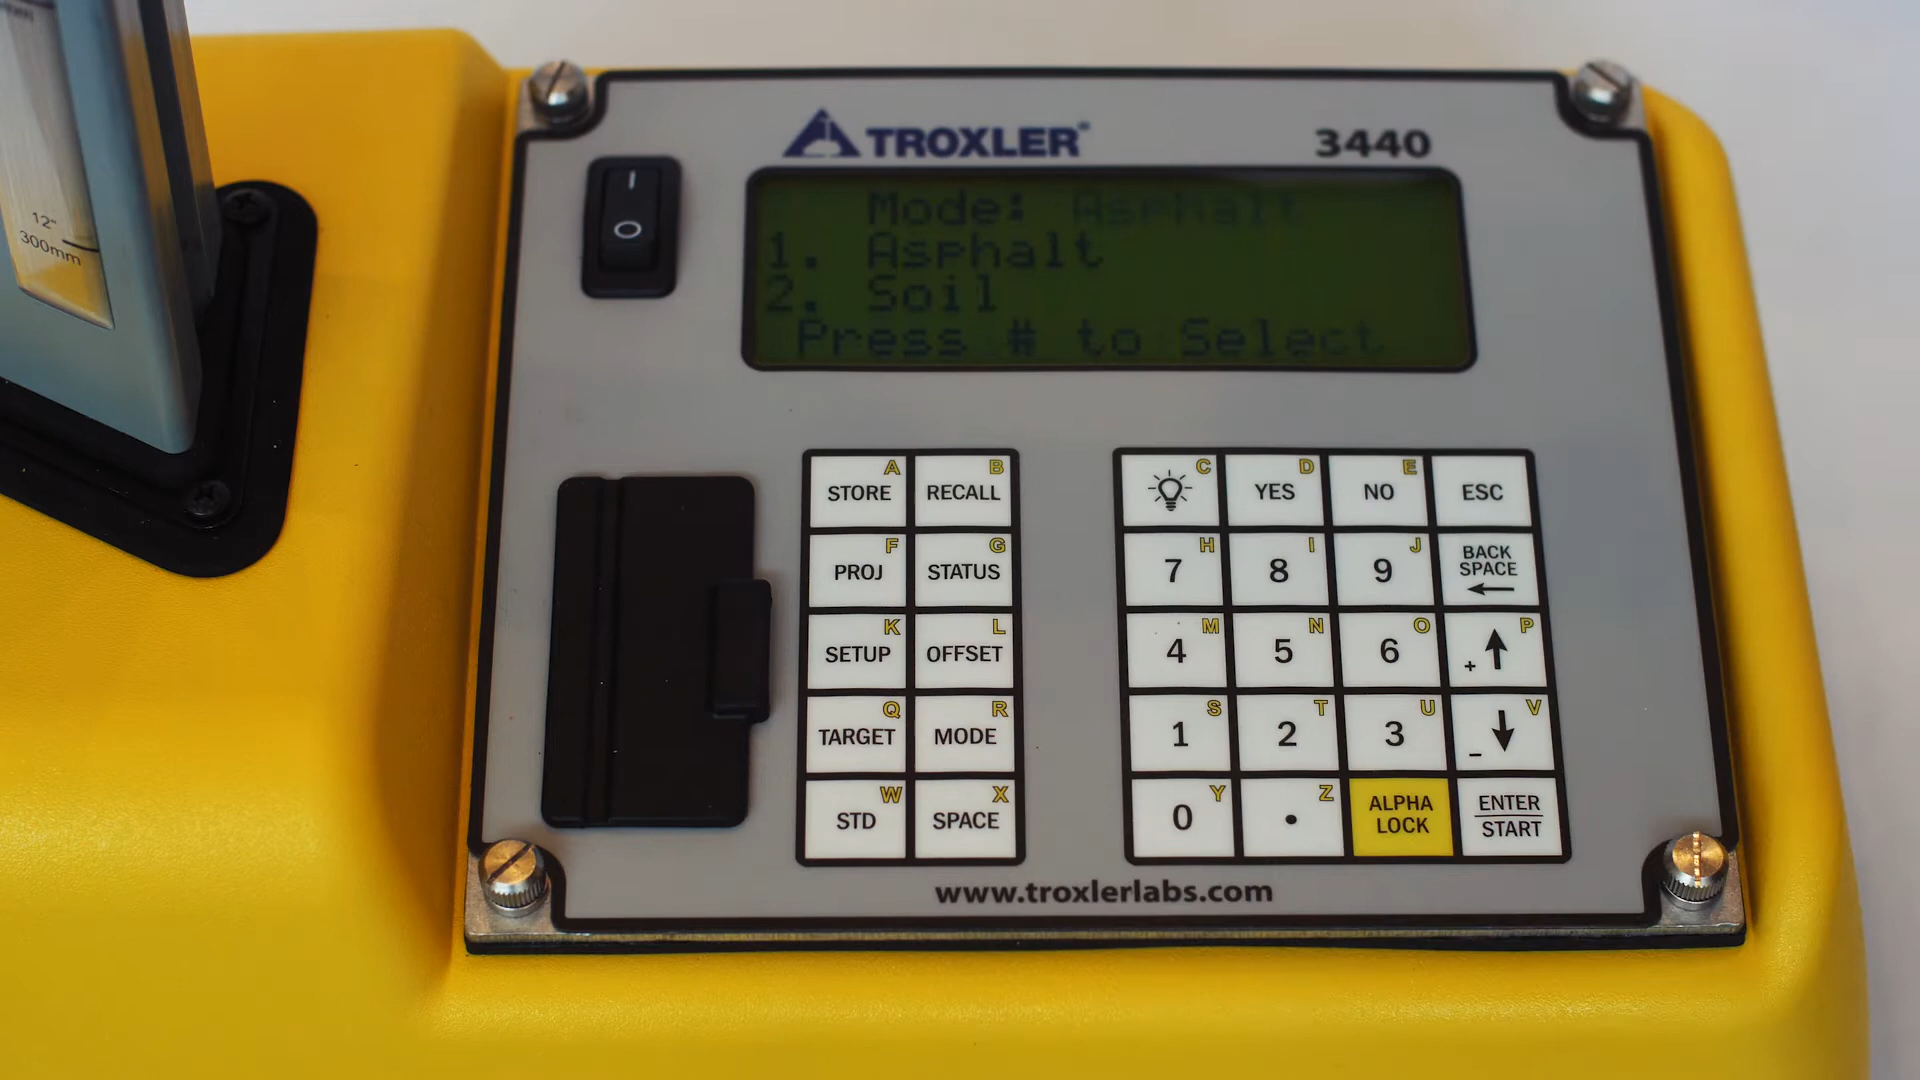 12"
300mm
TROXLER®
3440
Mode: Asphalt
1. Asphalt
2. Soil
Press # to Select
I
O
A
STORE
B
RECALL
F
PROJ
G
STATUS
K
SETUP
L
OFFSET
Q
TARGET
R
MODE
W
STD
X
SPACE
C
D
YES
E
NO
ESC
H
7
I
8
J
9
BACK
SPACE
←
M
4
N
5
O
6
P
+ ↑
S
1
T
2
U
3
V
− ↓
Y
0
Z
.
ALPHA
LOCK
ENTER
START
www.troxlerlabs.com